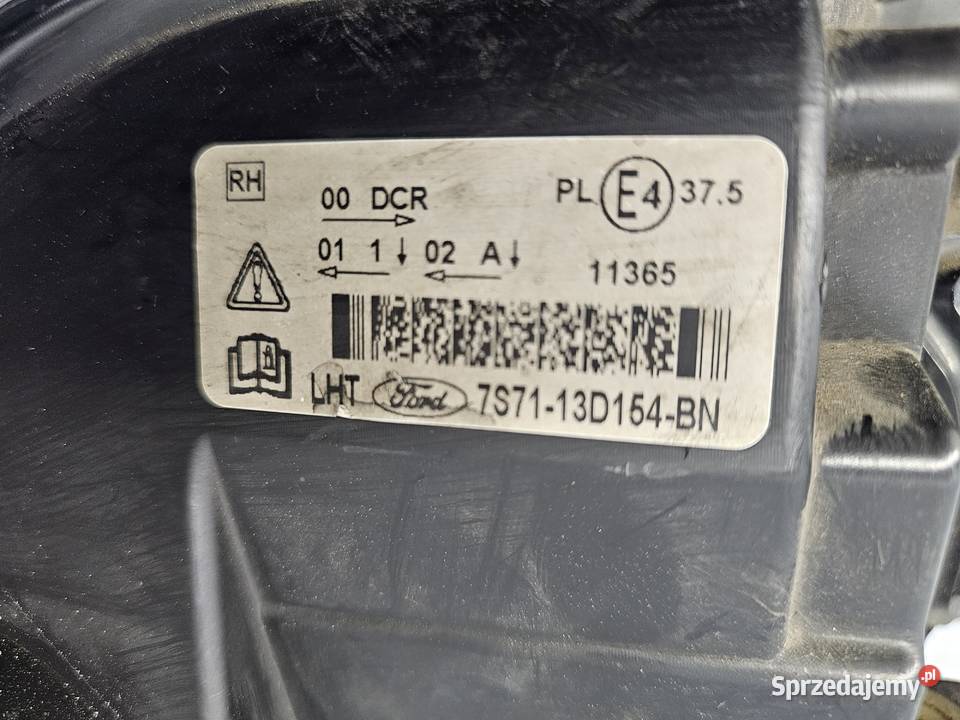 RH
00 DCR
PL E4 37.5
01 1 ↓ 02 A ↓
11365
LHT Ford 7S71-13D154-BN
Sprzedajemy.pl